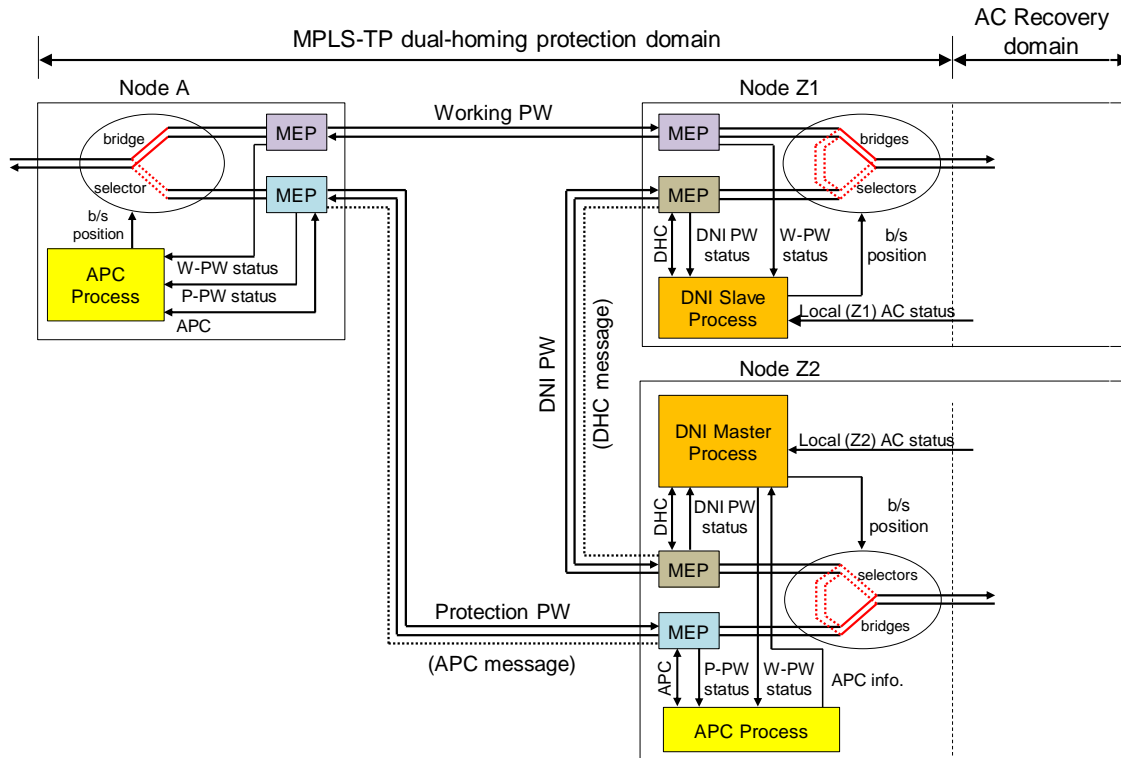 MPLS-TP dual-homing protection domain
AC Recovery
domain
Node A
Node Z1
Working PW
bridge
MEP
MEP
bridges
selector
MEP
MEP
selectors
b/s
position
APC
Process
W-PW status
P-PW status
APC
DHC
DNI PW
status
W-PW
status
b/s
position
DNI Slave
Process
Local (Z1) AC status
DNI PW
(DHC message)
Node Z2
DNI Master
Process
Local (Z2) AC status
DHC
DNI PW
status
b/s
position
MEP
selectors
Protection PW
MEP
bridges
(APC message)
APC
P-PW
status
W-PW
status
APC info.
APC Process